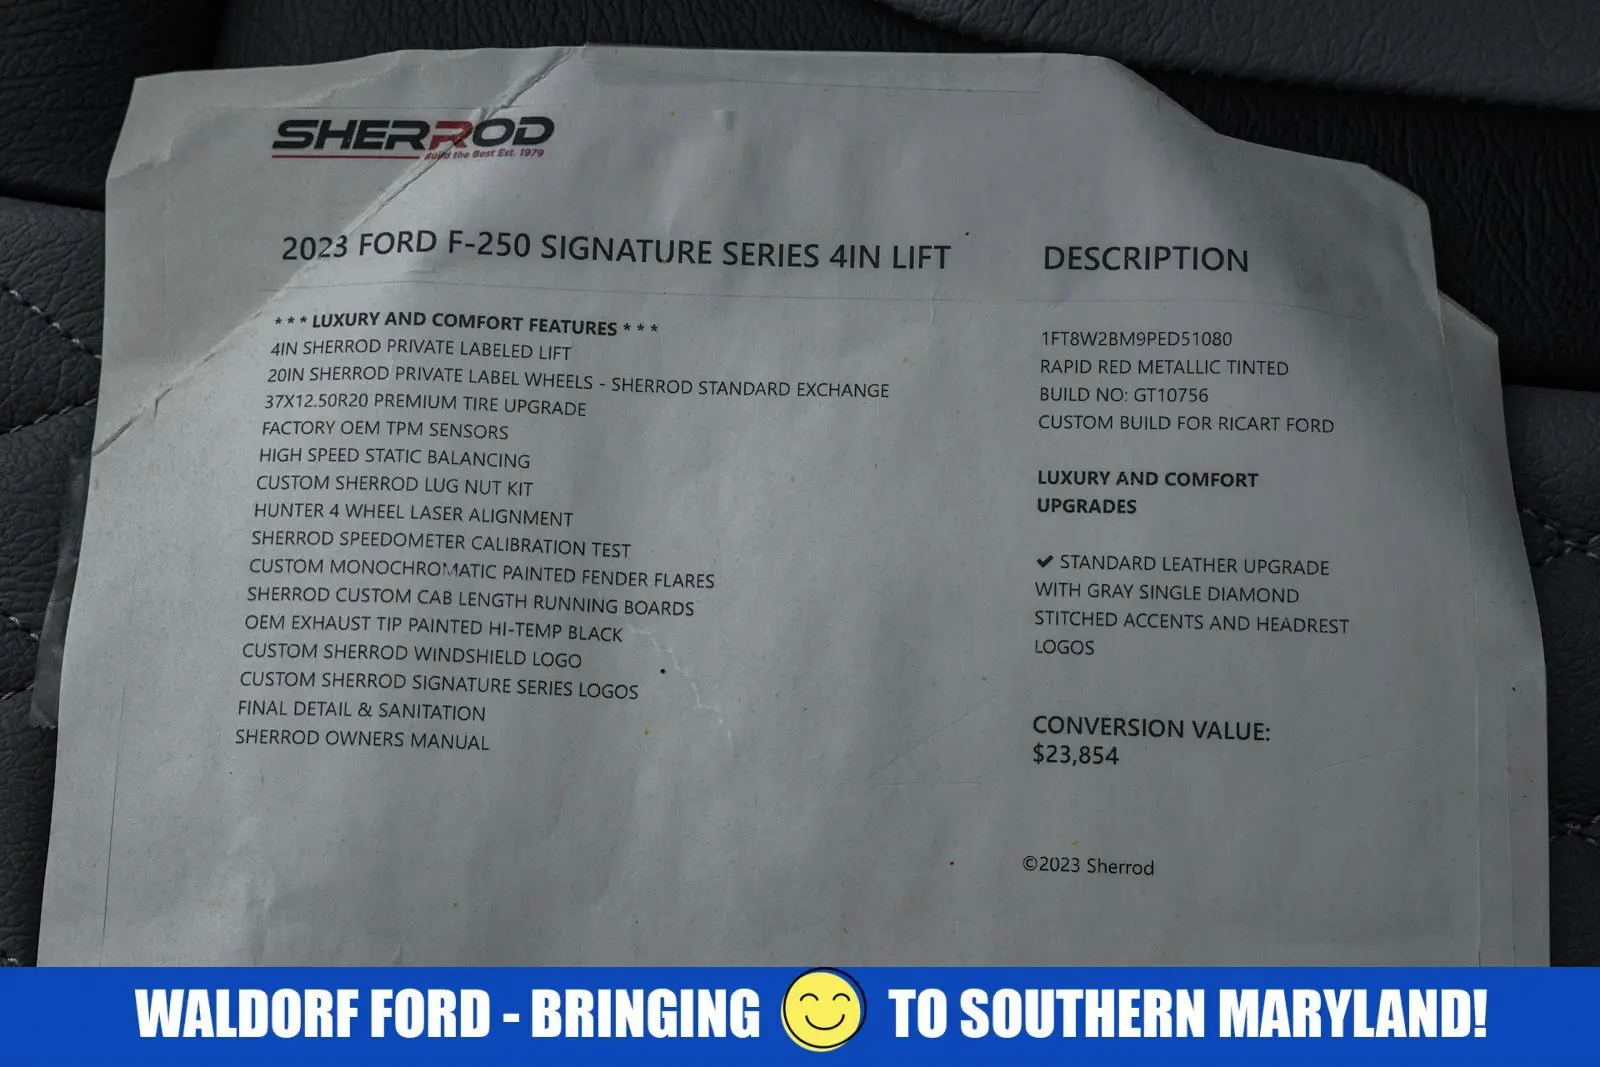 SHERROD
Build the Best Est. 1979
2023 FORD F-250 SIGNATURE SERIES 4IN LIFT
* * * LUXURY AND COMFORT FEATURES * * *
4IN SHERROD PRIVATE LABELED LIFT
20IN SHERROD PRIVATE LABEL WHEELS - SHERROD STANDARD EXCHANGE
37X12.50R20 PREMIUM TIRE UPGRADE
FACTORY OEM TPM SENSORS
HIGH SPEED STATIC BALANCING
CUSTOM SHERROD LUG NUT KIT
HUNTER 4 WHEEL LASER ALIGNMENT
SHERROD SPEEDOMETER CALIBRATION TEST
CUSTOM MONOCHROMATIC PAINTED FENDER FLARES
SHERROD CUSTOM CAB LENGTH RUNNING BOARDS
OEM EXHAUST TIP PAINTED HI-TEMP BLACK
CUSTOM SHERROD WINDSHIELD LOGO
CUSTOM SHERROD SIGNATURE SERIES LOGOS
FINAL DETAIL & SANITATION
SHERROD OWNERS MANUAL
DESCRIPTION
1FT8W2BM9PED51080
RAPID RED METALLIC TINTED
BUILD NO: GT10756
CUSTOM BUILD FOR RICART FORD
LUXURY AND COMFORT
UPGRADES
✔ STANDARD LEATHER UPGRADE
WITH GRAY SINGLE DIAMOND
STITCHED ACCENTS AND HEADREST
LOGOS
CONVERSION VALUE:
$23,854
©2023 Sherrod
WALDORF FORD - BRINGING 😊 TO SOUTHERN MARYLAND!